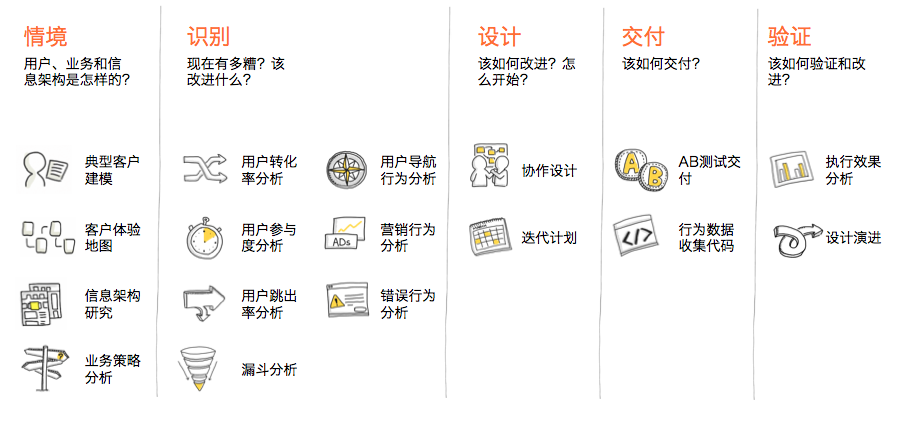 情境
用户、业务和信
息架构是怎样的？
典型客户
建模
客户体验
地图
信息架构
研究
业务策略
分析
识别
现在有多糟？该
改进什么？
用户转化
率分析
用户参与
度分析
用户跳出
率分析
漏斗分析
用户导航
行为分析
ADs
营销行为
分析
错误行为
分析
设计
该如何改进？怎
么开始？
协作设计
迭代计划
交付
该如何交付？
A B
AB测试交
付
</>
行为数据
收集代码
验证
该如何验证和改
进？
执行效果
分析
设计演进